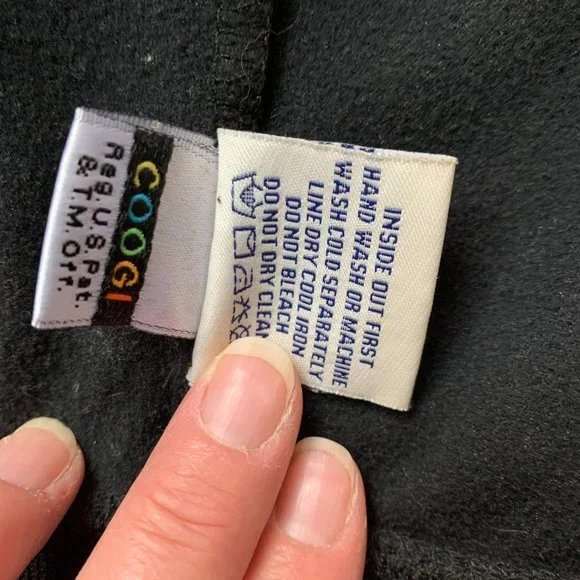 COOGI
Reg.U.S.Pat.
& T.M.Off.
INSIDE OUT FIRST
HAND WASH OR MACHINE
WASH COLD SEPARATELY
LINE DRY COOL IRON
DO NOT BLEACH
DO NOT DRY CLEAN